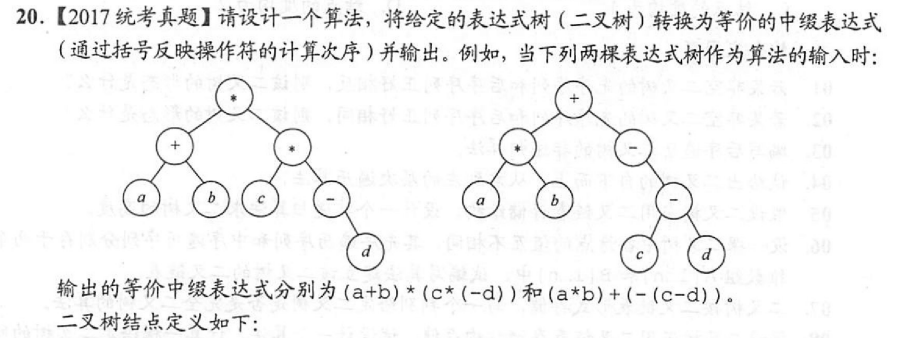 20.【2017统考真题】请设计一个算法，将给定的表达式树（二叉树）转换为等价的中缀表达式
（通过括号反映操作符的计算次序）并输出。例如，当下列两棵表达式树作为算法的输入时：
* +
+ * * -
a b c - a b -
d c d
输出的等价中缀表达式分别为(a+b)*(c*(-d))和(a*b)+(-(c-d))。
二叉树结点定义如下：